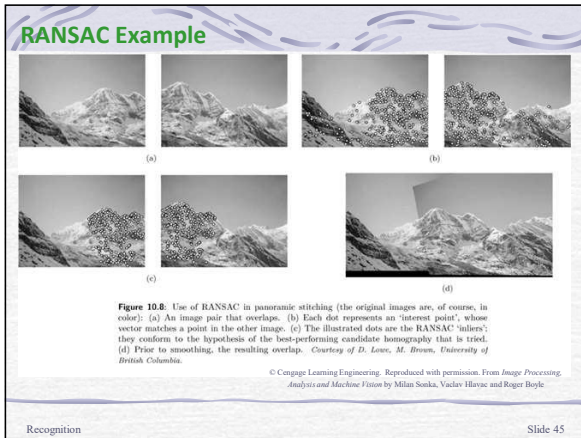 RANSAC Example
(a)
(b)
(c)
(d)
Figure 10.8: Use of RANSAC in panoramic stitching (the original images are, of course, in
color): (a) An image pair that overlaps. (b) Each dot represents an 'interest point', whose
vector matches a point in the other image. (c) The illustrated dots are the RANSAC 'inliers';
they conform to the hypothesis of the best-performing candidate homography that is tried.
(d) Prior to smoothing, the resulting overlap. Courtesy of D. Lowe, M. Brown, University of
British Columbia.
© Cengage Learning Engineering. Reproduced with permission. From Image Processing,
Analysis and Machine Vision by Milan Sonka, Vaclav Hlavac and Roger Boyle
Recognition
Slide 45